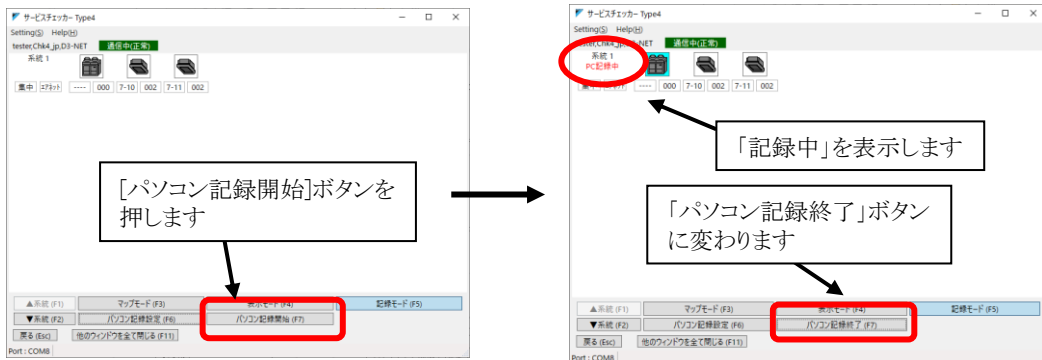 サービスチェッカー Type4
Setting(S) Help(H)
tester,Chk4_jp,D3-NET 通信中(正常)
系統 1
集中 エアネット ---- 000 7-10 002 7-11 002
[パソコン記録開始]ボタンを
押します
▲系統 (F1) マップモード (F3) 表示モード (F4) 記録モード (F5)
▼系統 (F2) パソコン記録設定 (F6) パソコン記録開始 (F7)
戻る (Esc) 他のウィンドウを全て閉じる (F11)
Port : COM8
サービスチェッカー Type4
Setting(S) Help(H)
tester,Chk4_jp,D3-NET 通信中(正常)
系統 1
PC記録中
---- 000 7-10 002 7-11 002
「記録中」を表示します
「パソコン記録終了」ボタン
に変わります
▲系統 (F1) マップモード (F3) 表示モード (F4) 記録モード (F5)
▼系統 (F2) パソコン記録設定 (F6) パソコン記録終了 (F7)
戻る (Esc) 他のウィンドウを全て閉じる (F11)
Port : COM8